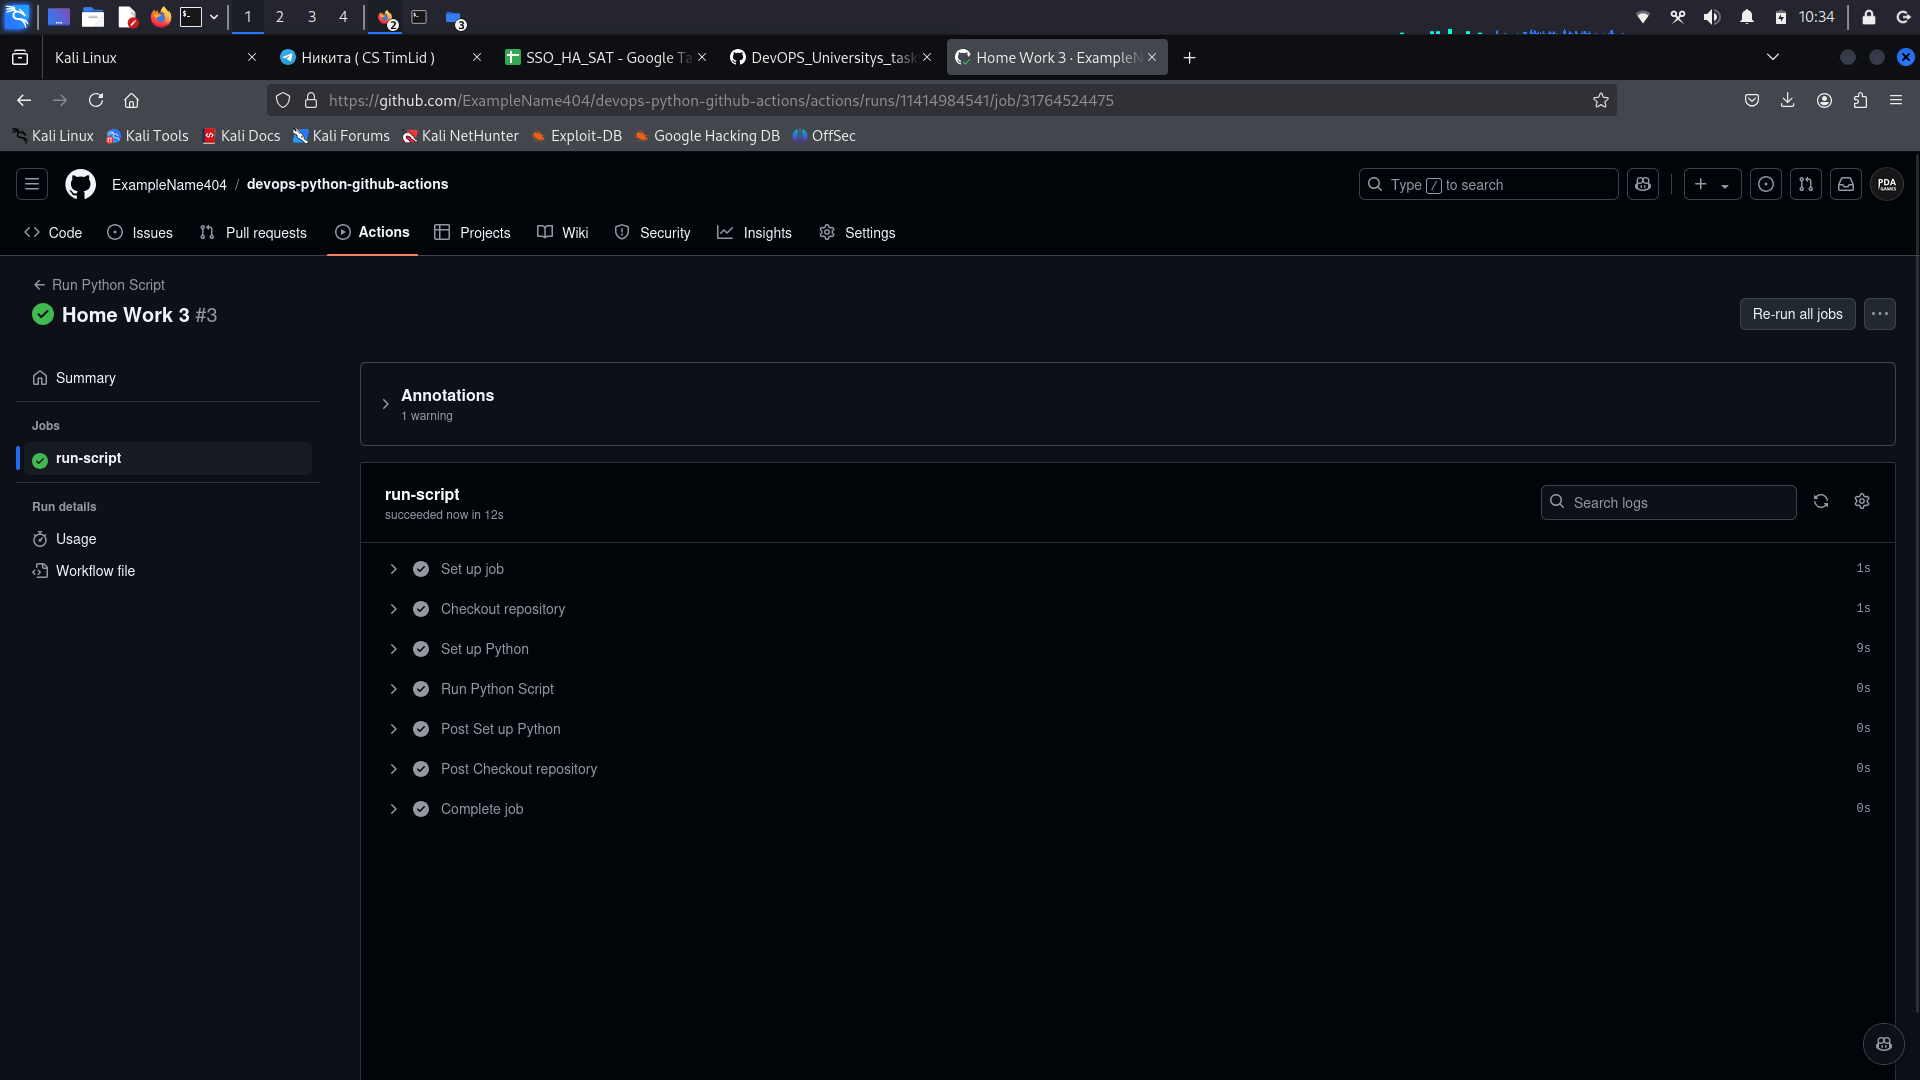 1 2 3 4 2 3 10:34
Kali Linux Никита ( CS TimLid ) SSO_HA_SAT - Google Ta DevOPS_Universitys_task Home Work 3 · ExampleN
https://github.com/ExampleName404/devops-python-github-actions/actions/runs/11414984541/job/31764524475
Kali Linux Kali Tools Kali Docs Kali Forums Kali NetHunter Exploit-DB Google Hacking DB OffSec
ExampleName404 / devops-python-github-actions Type / to search PDA GAMES
Code Issues Pull requests Actions Projects Wiki Security Insights Settings
Run Python Script
Home Work 3 #3
Re-run all jobs
Summary
Jobs
run-script
Run details
Usage
Workflow file
Annotations
1 warning
run-script
succeeded now in 12s
Search logs
Set up job 1s
Checkout repository 1s
Set up Python 9s
Run Python Script 0s
Post Set up Python 0s
Post Checkout repository 0s
Complete job 0s